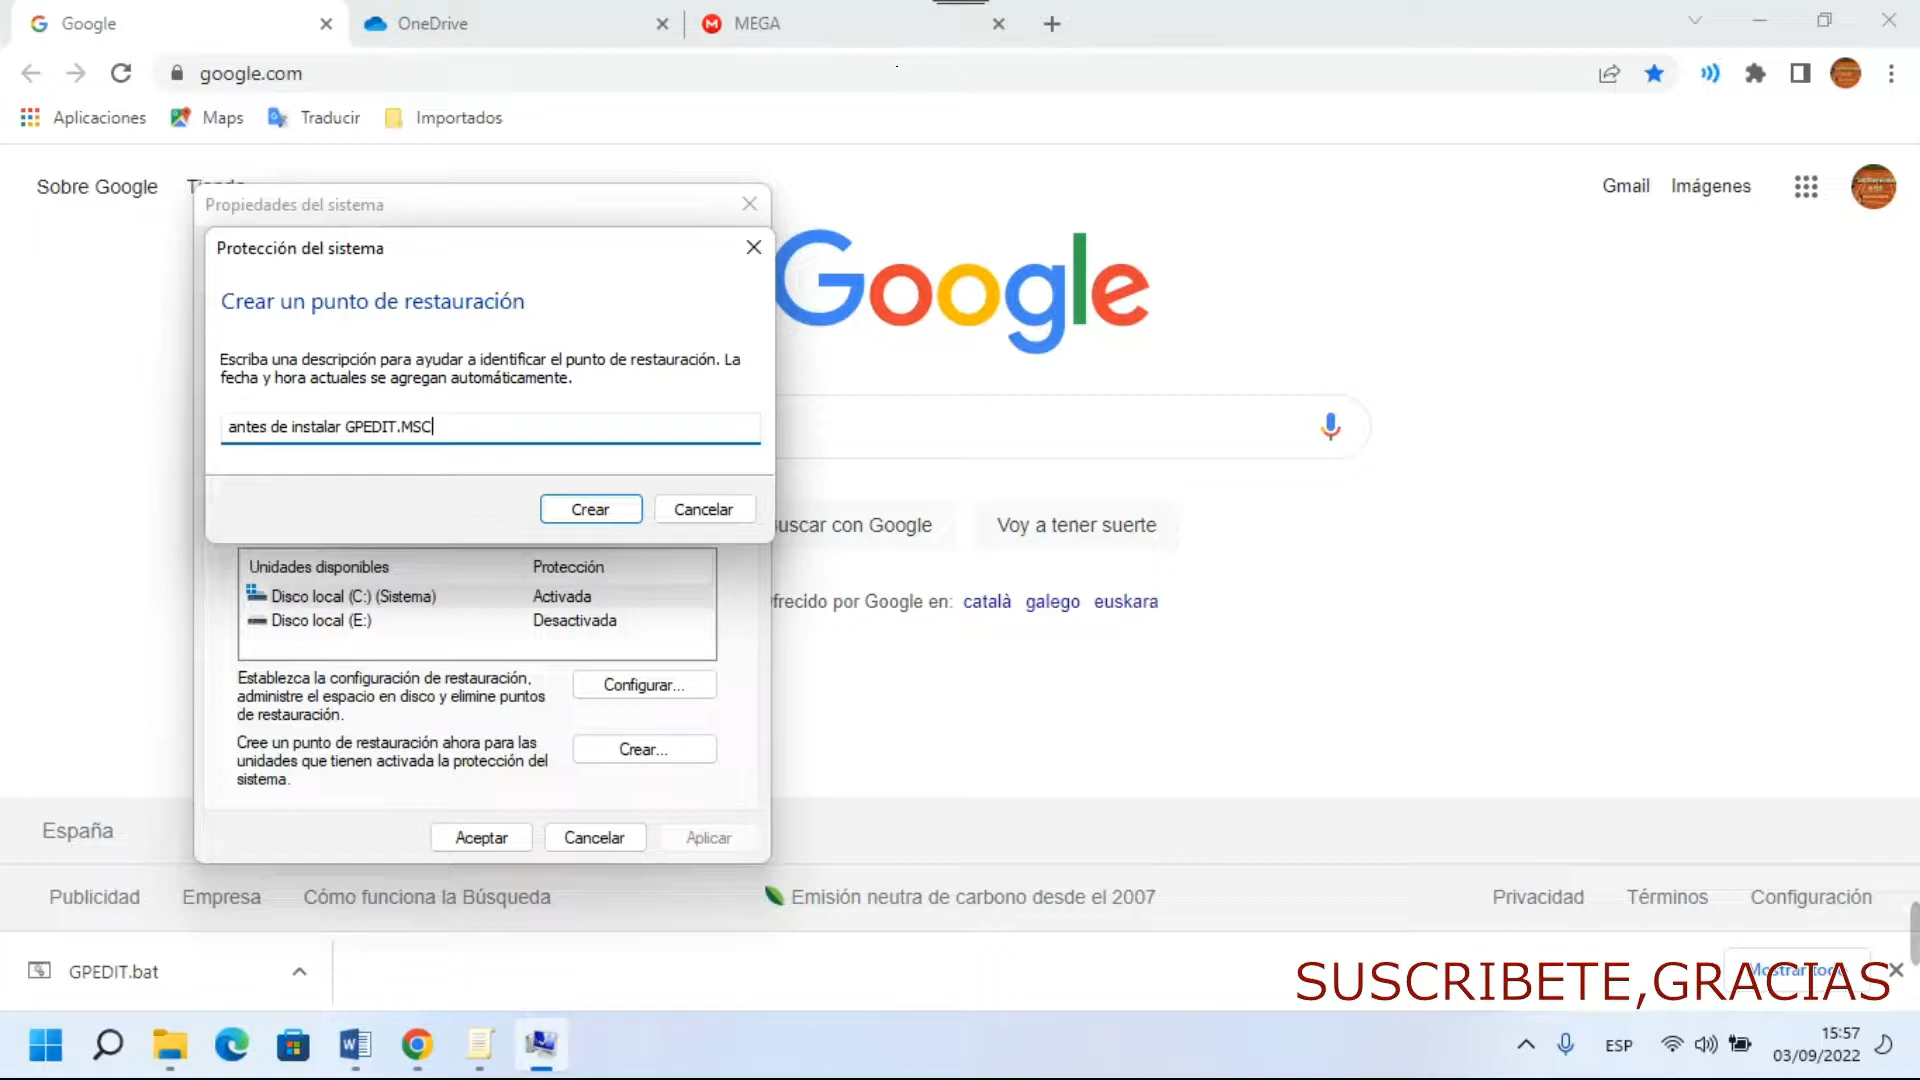 Google
OneDrive
MEGA
google.com
Aplicaciones
Maps
Traducir
Importados
Sobre Google
Gmail
Imágenes
Propiedades del sistema
Protección del sistema
Crear un punto de restauración
Escriba una descripción para ayudar a identificar el punto de restauración. La
fecha y hora actuales se agregan automáticamente.
antes de instalar GPEDIT.MSC
Crear
Cancelar
Google
Buscar con Google
Voy a tener suerte
Ofrecido por Google en: català galego euskara
Unidades disponibles Protección
Disco local (C:) (Sistema) Activada
Disco local (E:) Desactivada
Establezca la configuración de restauración,
administre el espacio en disco y elimine puntos
de restauración.
Configurar...
Cree un punto de restauración ahora para las
unidades que tienen activada la protección del
sistema.
Crear...
Aceptar
Cancelar
Aplicar
España
Publicidad
Empresa
Cómo funciona la Búsqueda
Emisión neutra de carbono desde el 2007
Privacidad
Términos
Configuración
GPEDIT.bat
Mostrar todo
SUSCRIBETE,GRACIAS
ESP
15:57
03/09/2022